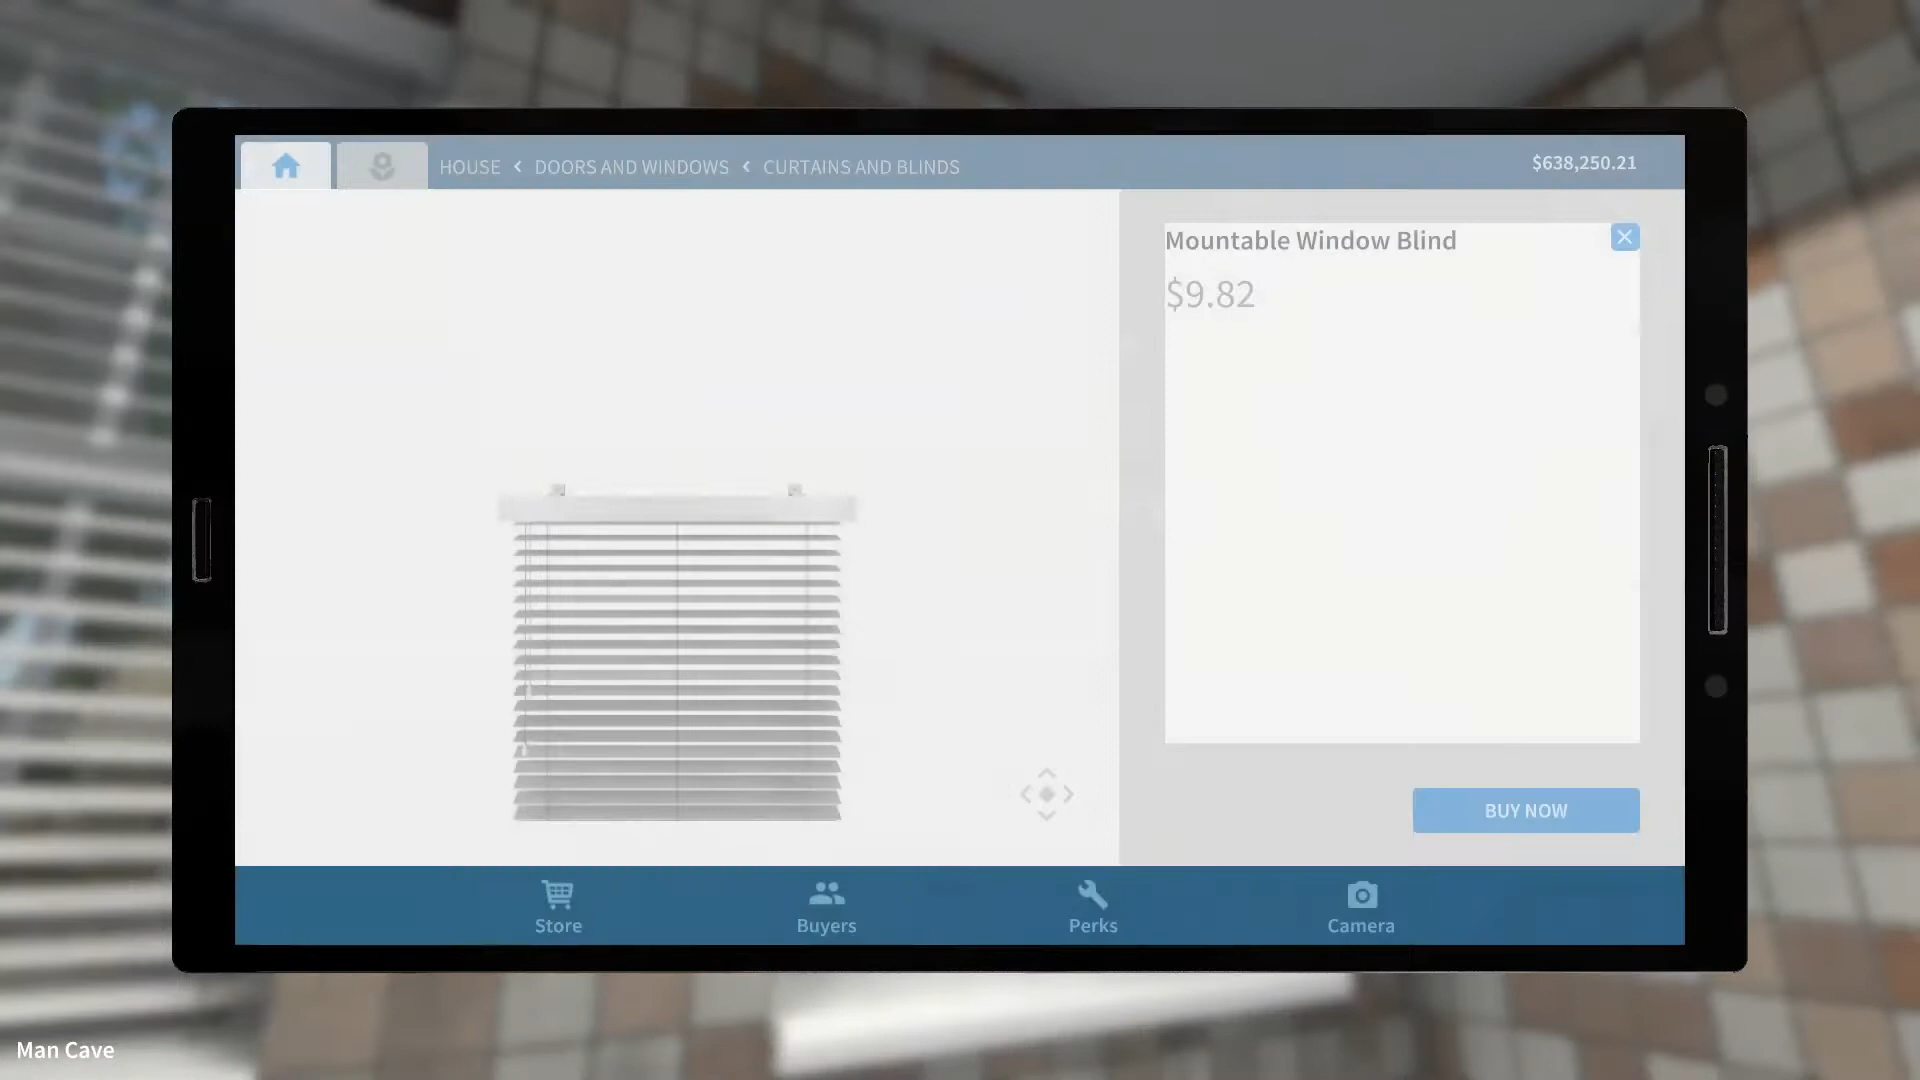 HOUSE < DOORS AND WINDOWS < CURTAINS AND BLINDS
$638,250.21
Mountable Window Blind
$9.82
BUY NOW
Store
Buyers
Perks
Camera
Man Cave